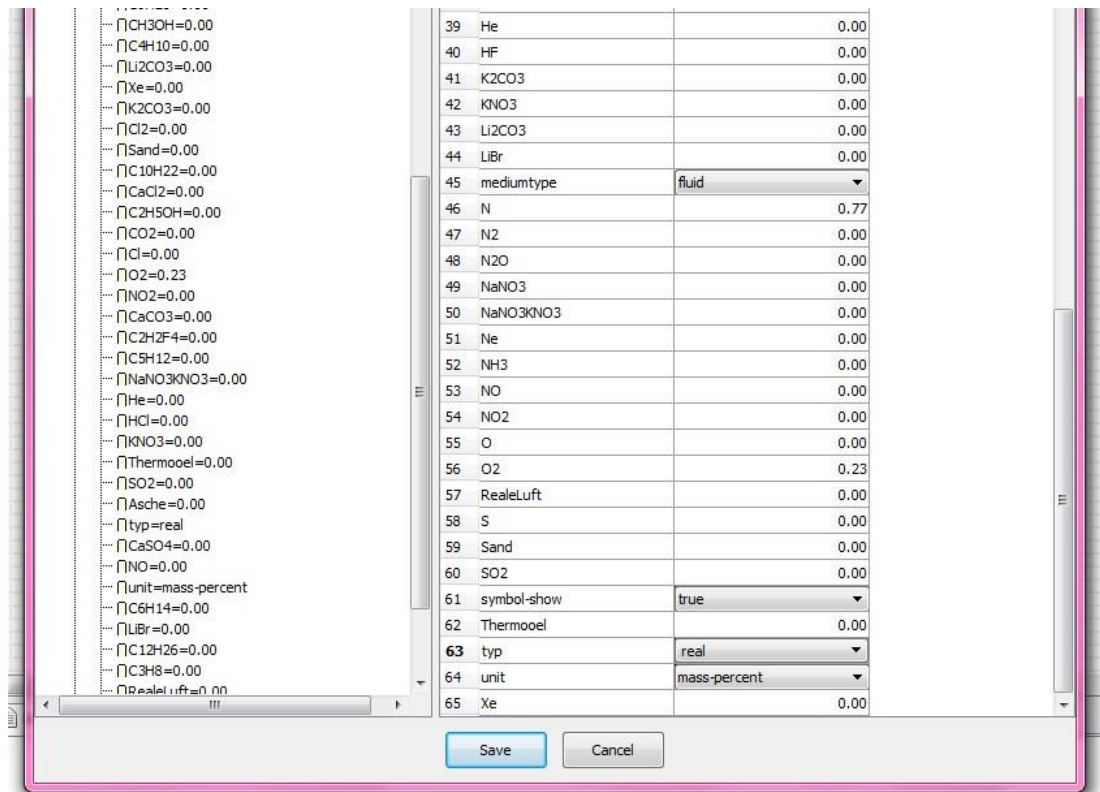 CH3OH=0.00
C4H10=0.00
Li2CO3=0.00
Xe=0.00
K2CO3=0.00
Cl2=0.00
Sand=0.00
C10H22=0.00
CaCl2=0.00
C2H5OH=0.00
CO2=0.00
Cl=0.00
O2=0.23
NO2=0.00
CaCO3=0.00
C2H2F4=0.00
C5H12=0.00
NaNO3KNO3=0.00
He=0.00
HCl=0.00
KNO3=0.00
Thermooel=0.00
SO2=0.00
Asche=0.00
typ=real
CaSO4=0.00
NO=0.00
unit=mass-percent
C6H14=0.00
LiBr=0.00
C12H26=0.00
C3H8=0.00
RealeLuft=0.00
39 He 0.00
40 HF 0.00
41 K2CO3 0.00
42 KNO3 0.00
43 Li2CO3 0.00
44 LiBr 0.00
45 mediumtype fluid
46 N 0.77
47 N2 0.00
48 N2O 0.00
49 NaNO3 0.00
50 NaNO3KNO3 0.00
51 Ne 0.00
52 NH3 0.00
53 NO 0.00
54 NO2 0.00
55 O 0.00
56 O2 0.23
57 RealeLuft 0.00
58 S 0.00
59 Sand 0.00
60 SO2 0.00
61 symbol-show true
62 Thermooel 0.00
63 typ real
64 unit mass-percent
65 Xe 0.00
Save Cancel